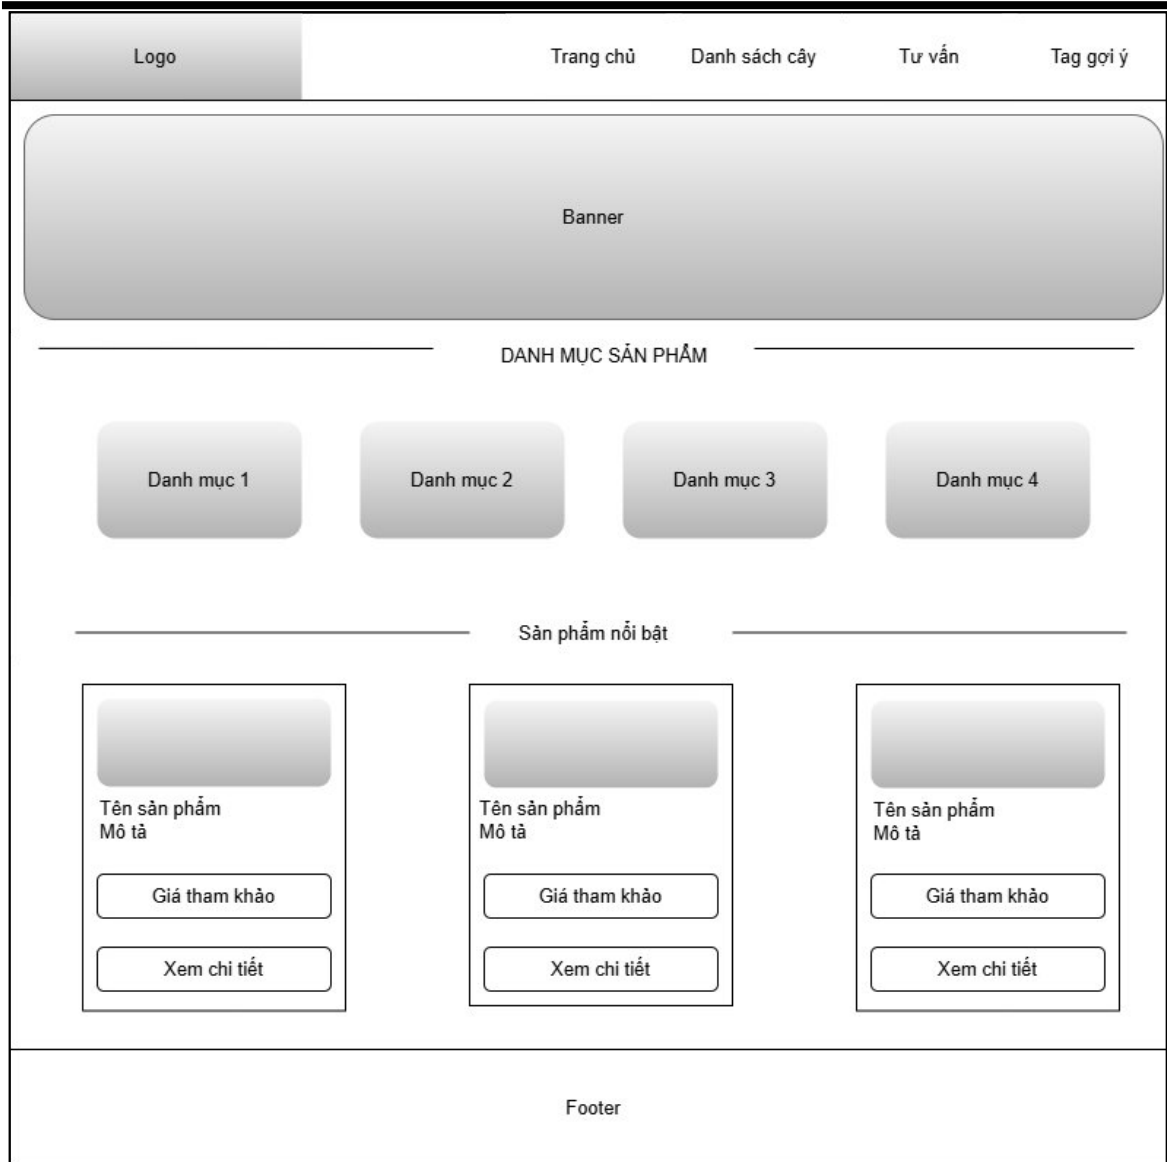 Logo
Trang chủ
Danh sách cây
Tư vấn
Tag gợi ý
Banner
DANH MỤC SẢN PHẨM
Danh mục 1
Danh mục 2
Danh mục 3
Danh mục 4
Sản phẩm nổi bật
Tên sản phẩm
Mô tả
Giá tham khảo
Xem chi tiết
Tên sản phẩm
Mô tả
Giá tham khảo
Xem chi tiết
Tên sản phẩm
Mô tả
Giá tham khảo
Xem chi tiết
Footer